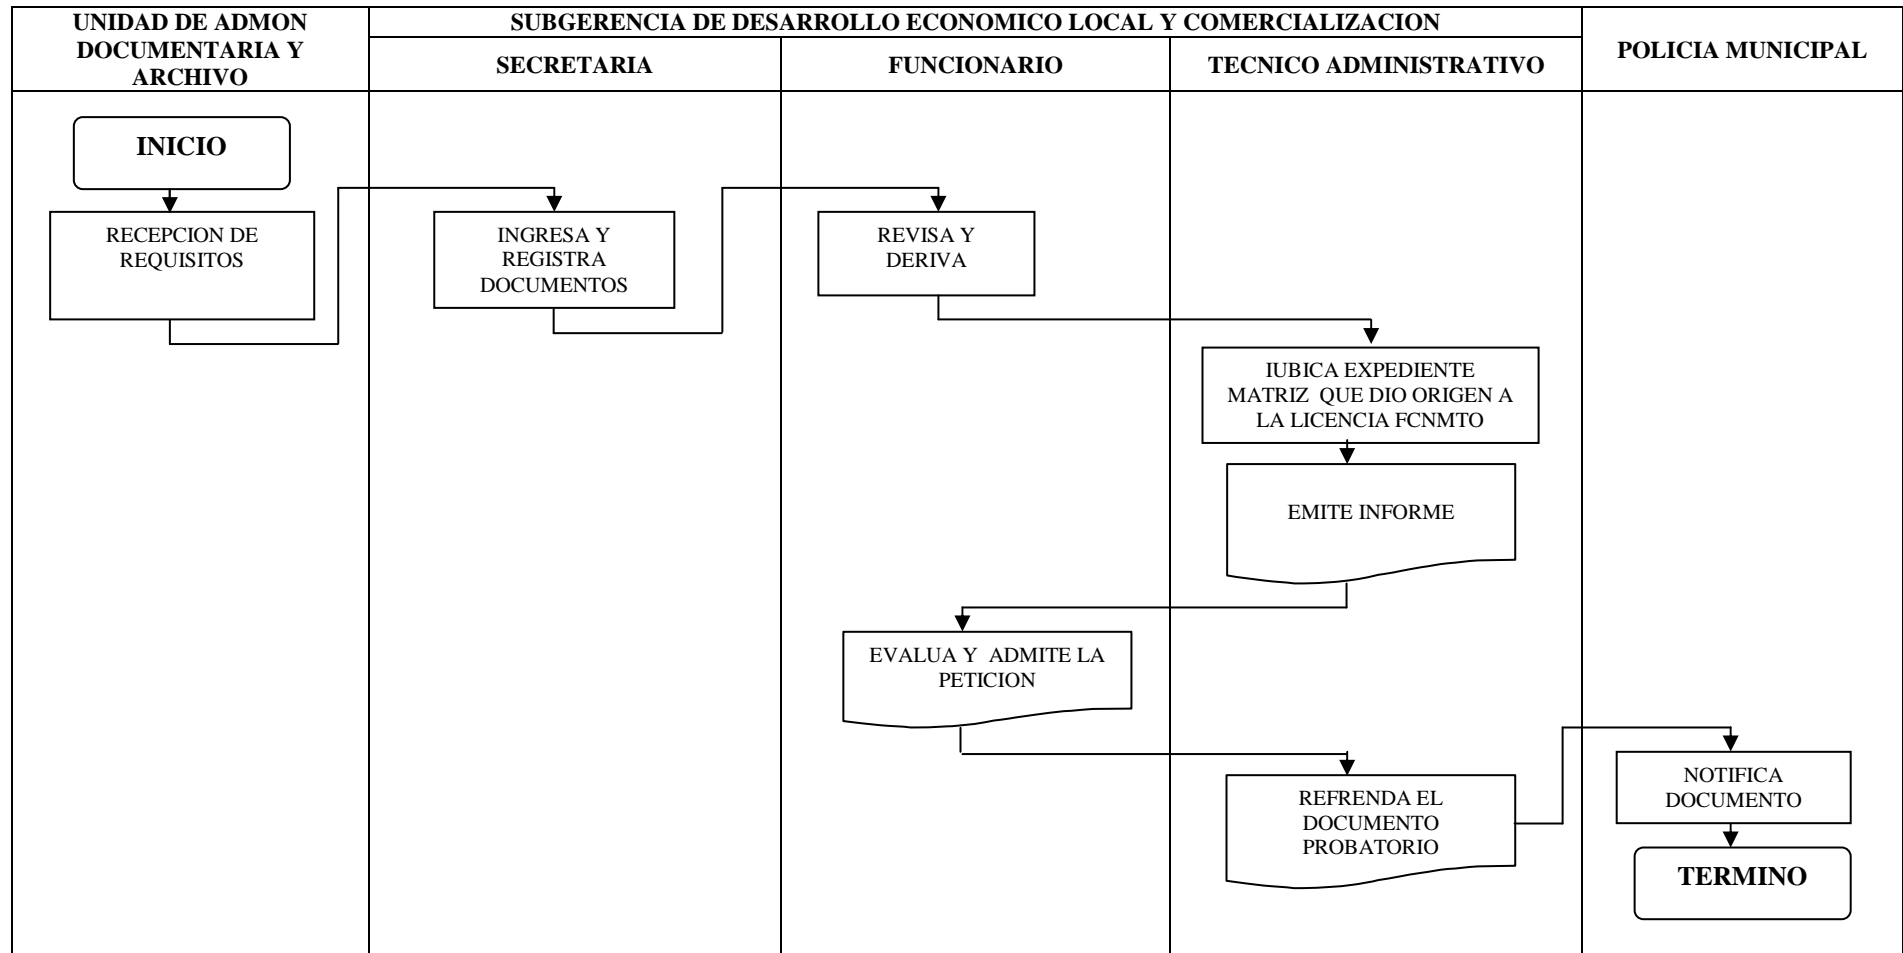 UNIDAD DE ADMON
DOCUMENTARIA Y
ARCHIVO
SUBGERENCIA DE DESARROLLO ECONOMICO LOCAL Y COMERCIALIZACION
SECRETARIA
FUNCIONARIO
TECNICO ADMINISTRATIVO
POLICIA MUNICIPAL
INICIO
RECEPCION DE
REQUISITOS
INGRESA Y
REGISTRA
DOCUMENTOS
REVISA Y
DERIVA
IUBICA EXPEDIENTE
MATRIZ QUE DIO ORIGEN A
LA LICENCIA FCNMTO
EMITE INFORME
EVALUA Y ADMITE LA
PETICION
REFRENDA EL
DOCUMENTO
PROBATORIO
NOTIFICA
DOCUMENTO
TERMINO